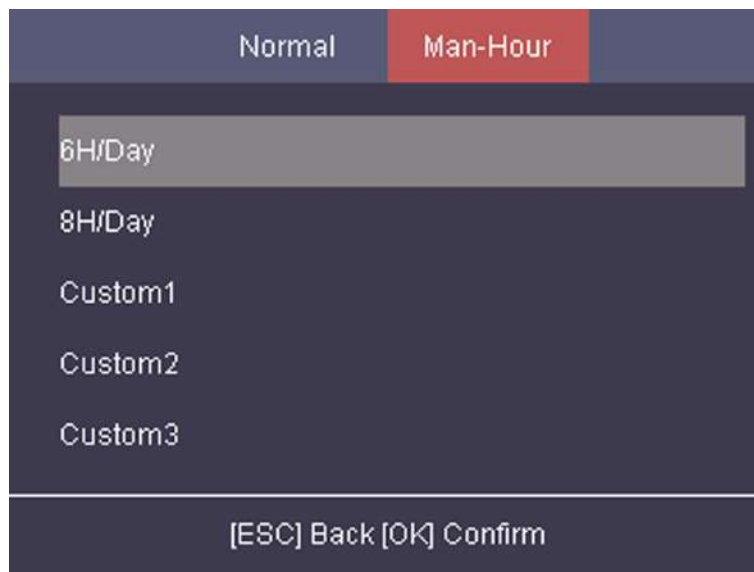 Normal Man-Hour
6H/Day
8H/Day
Custom1
Custom2
Custom3
[ESC] Back [OK] Confirm